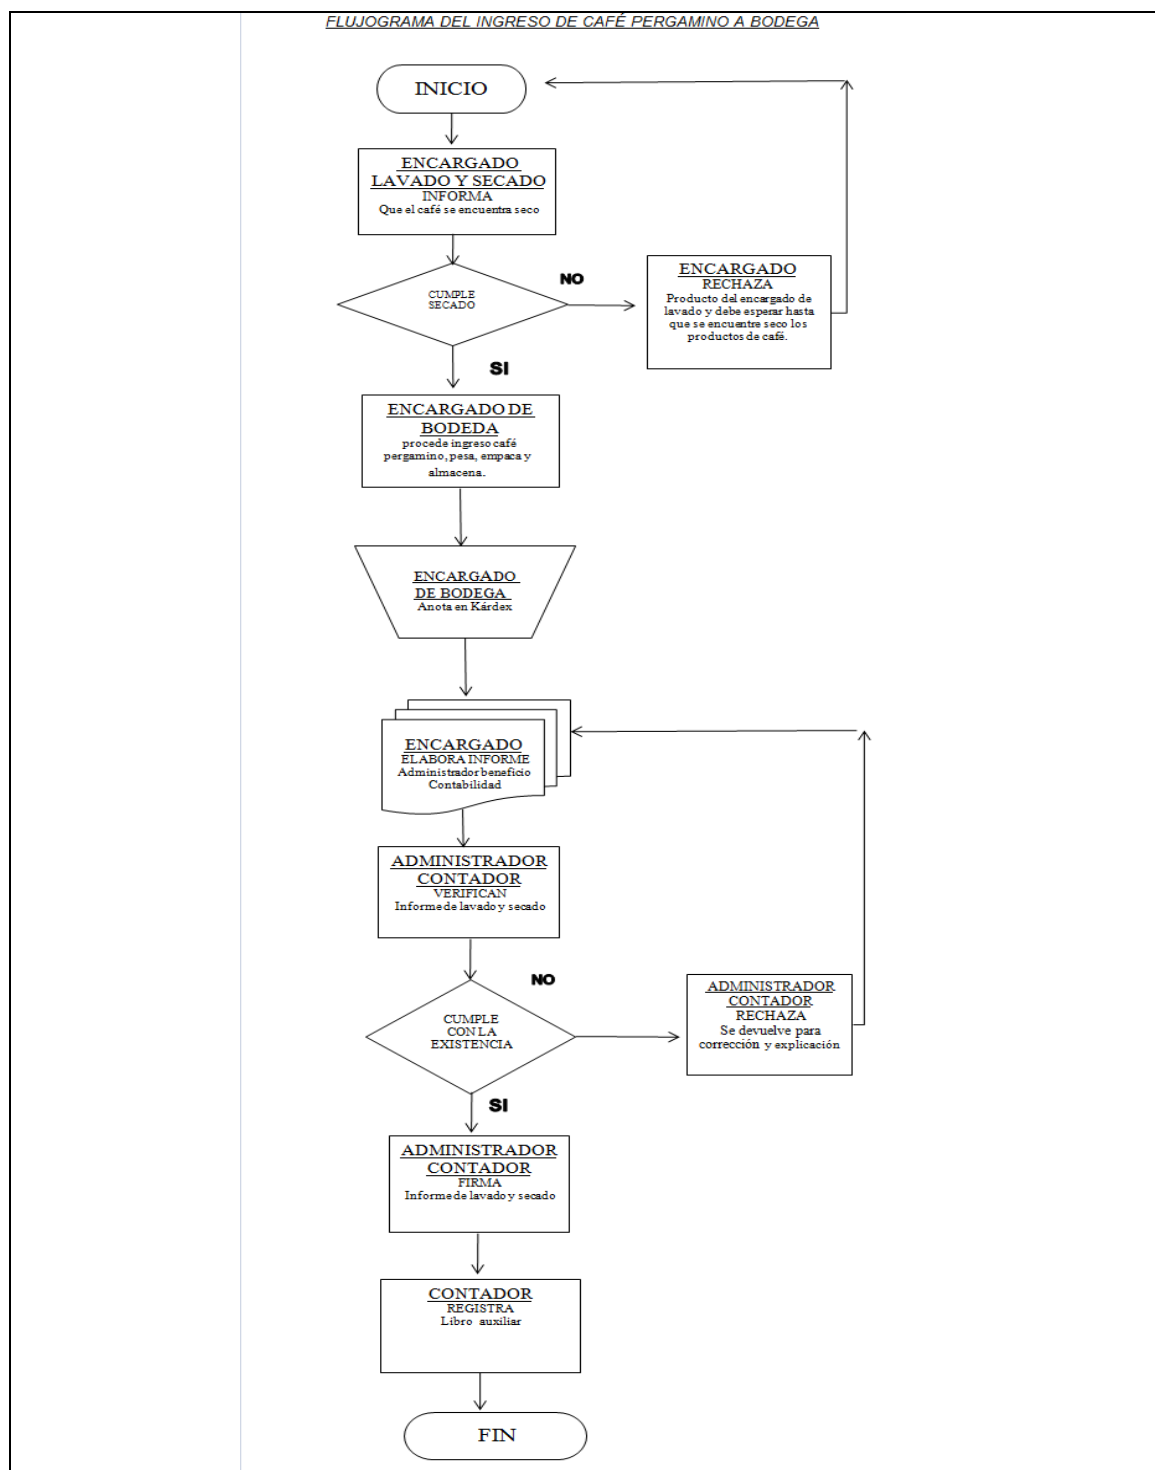 FLUJOGRAMA DEL INGRESO DE CAFÉ PERGAMINO A BODEGA
INICIO
ENCARGADO
LAVADO Y SECADO
INFORMA
Que el café se encuentra seco
CUMPLE
SECADO
NO
ENCARGADO
RECHAZA
Producto del encargado de
lavado y debe esperar hasta
que se encuentre seco los
productos de café.
SI
ENCARGADO DE
BODEDA
procede ingreso café
pergamino, pesa, empaca y
almacena.
ENCARGADO
DE BODEGA
Anota en Kárdex
ENCARGADO
ELABORA INFORME
Administrador beneficio
Contabilidad
ADMINISTRADOR
CONTADOR
VERIFICAN
Informe de lavado y secado
CUMPLE
CON LA
EXISTENCIA
NO
ADMINISTRADOR
CONTADOR
RECHAZA
Se devuelve para
corrección y explicación
SI
ADMINISTRADOR
CONTADOR
FIRMA
Informe de lavado y secado
CONTADOR
REGISTRA
Libro auxiliar
FIN